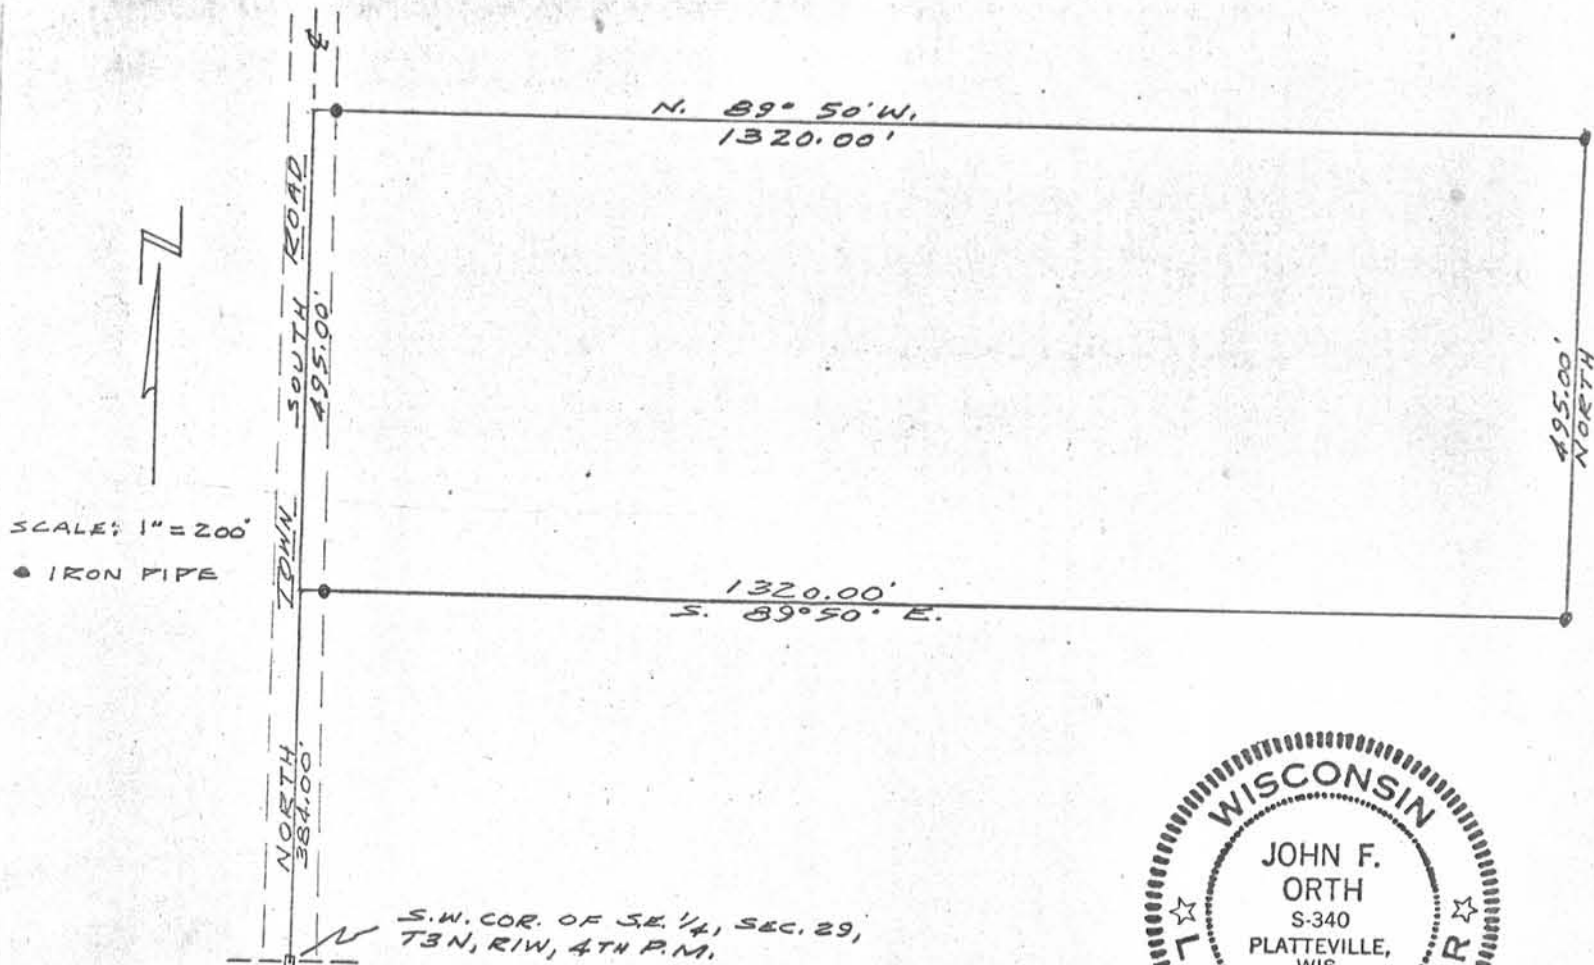 ℄
N. 89° 50' W.
1320.00'
TOWN ROAD
SOUTH
495.00'
495.00'
NORTH
SCALE: 1" = 200'
IRON PIPE
1320.00'
S. 89° 50' E.
NORTH
384.00'
S.W. COR. OF S.E. 1/4, SEC. 29,
T3N, R1W, 4TH P.M.
WISCONSIN
JOHN F.
ORTH
S-340
PLATTEVILLE,
WIS.